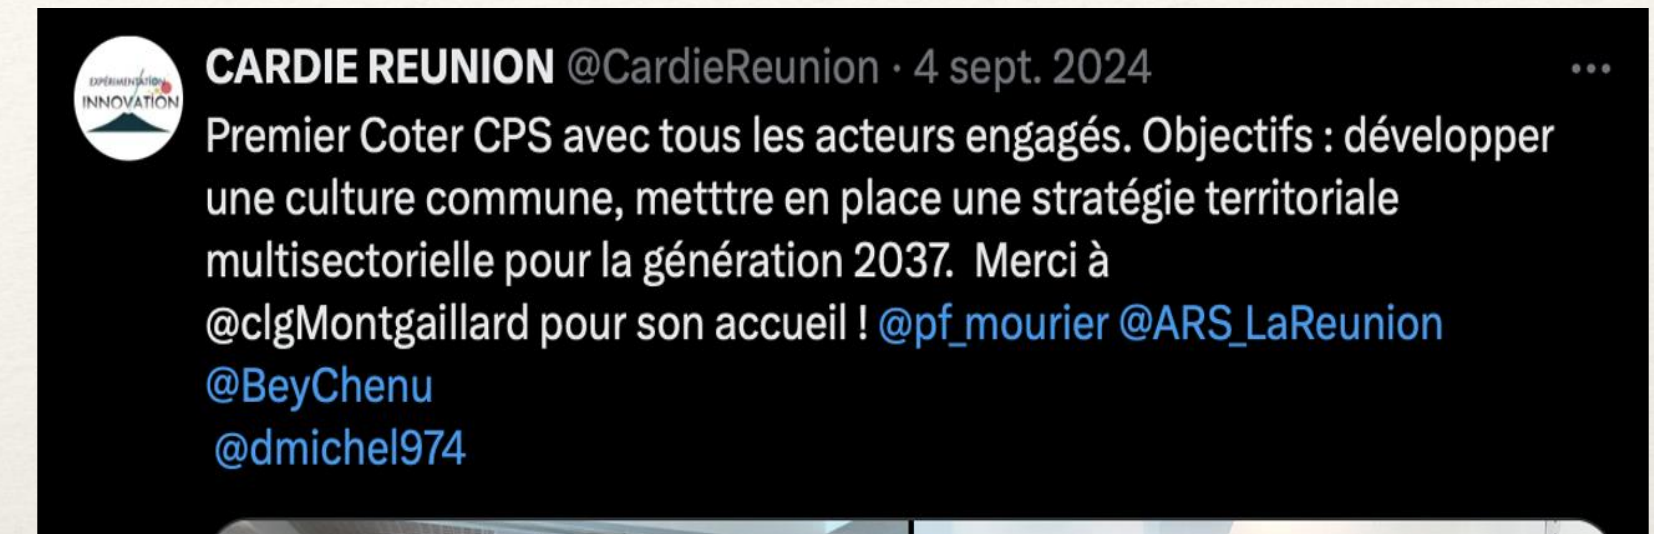 EXPÉRIMENTATION
INNOVATION
CARDIE REUNION @CardieReunion · 4 sept. 2024
Premier Coter CPS avec tous les acteurs engagés. Objectifs : développer
une culture commune, metttre en place une stratégie territoriale
multisectorielle pour la génération 2037.  Merci à
@clgMontgaillard pour son accueil ! @pf_mourier @ARS_LaReunion
@BeyChenu
@dmichel974